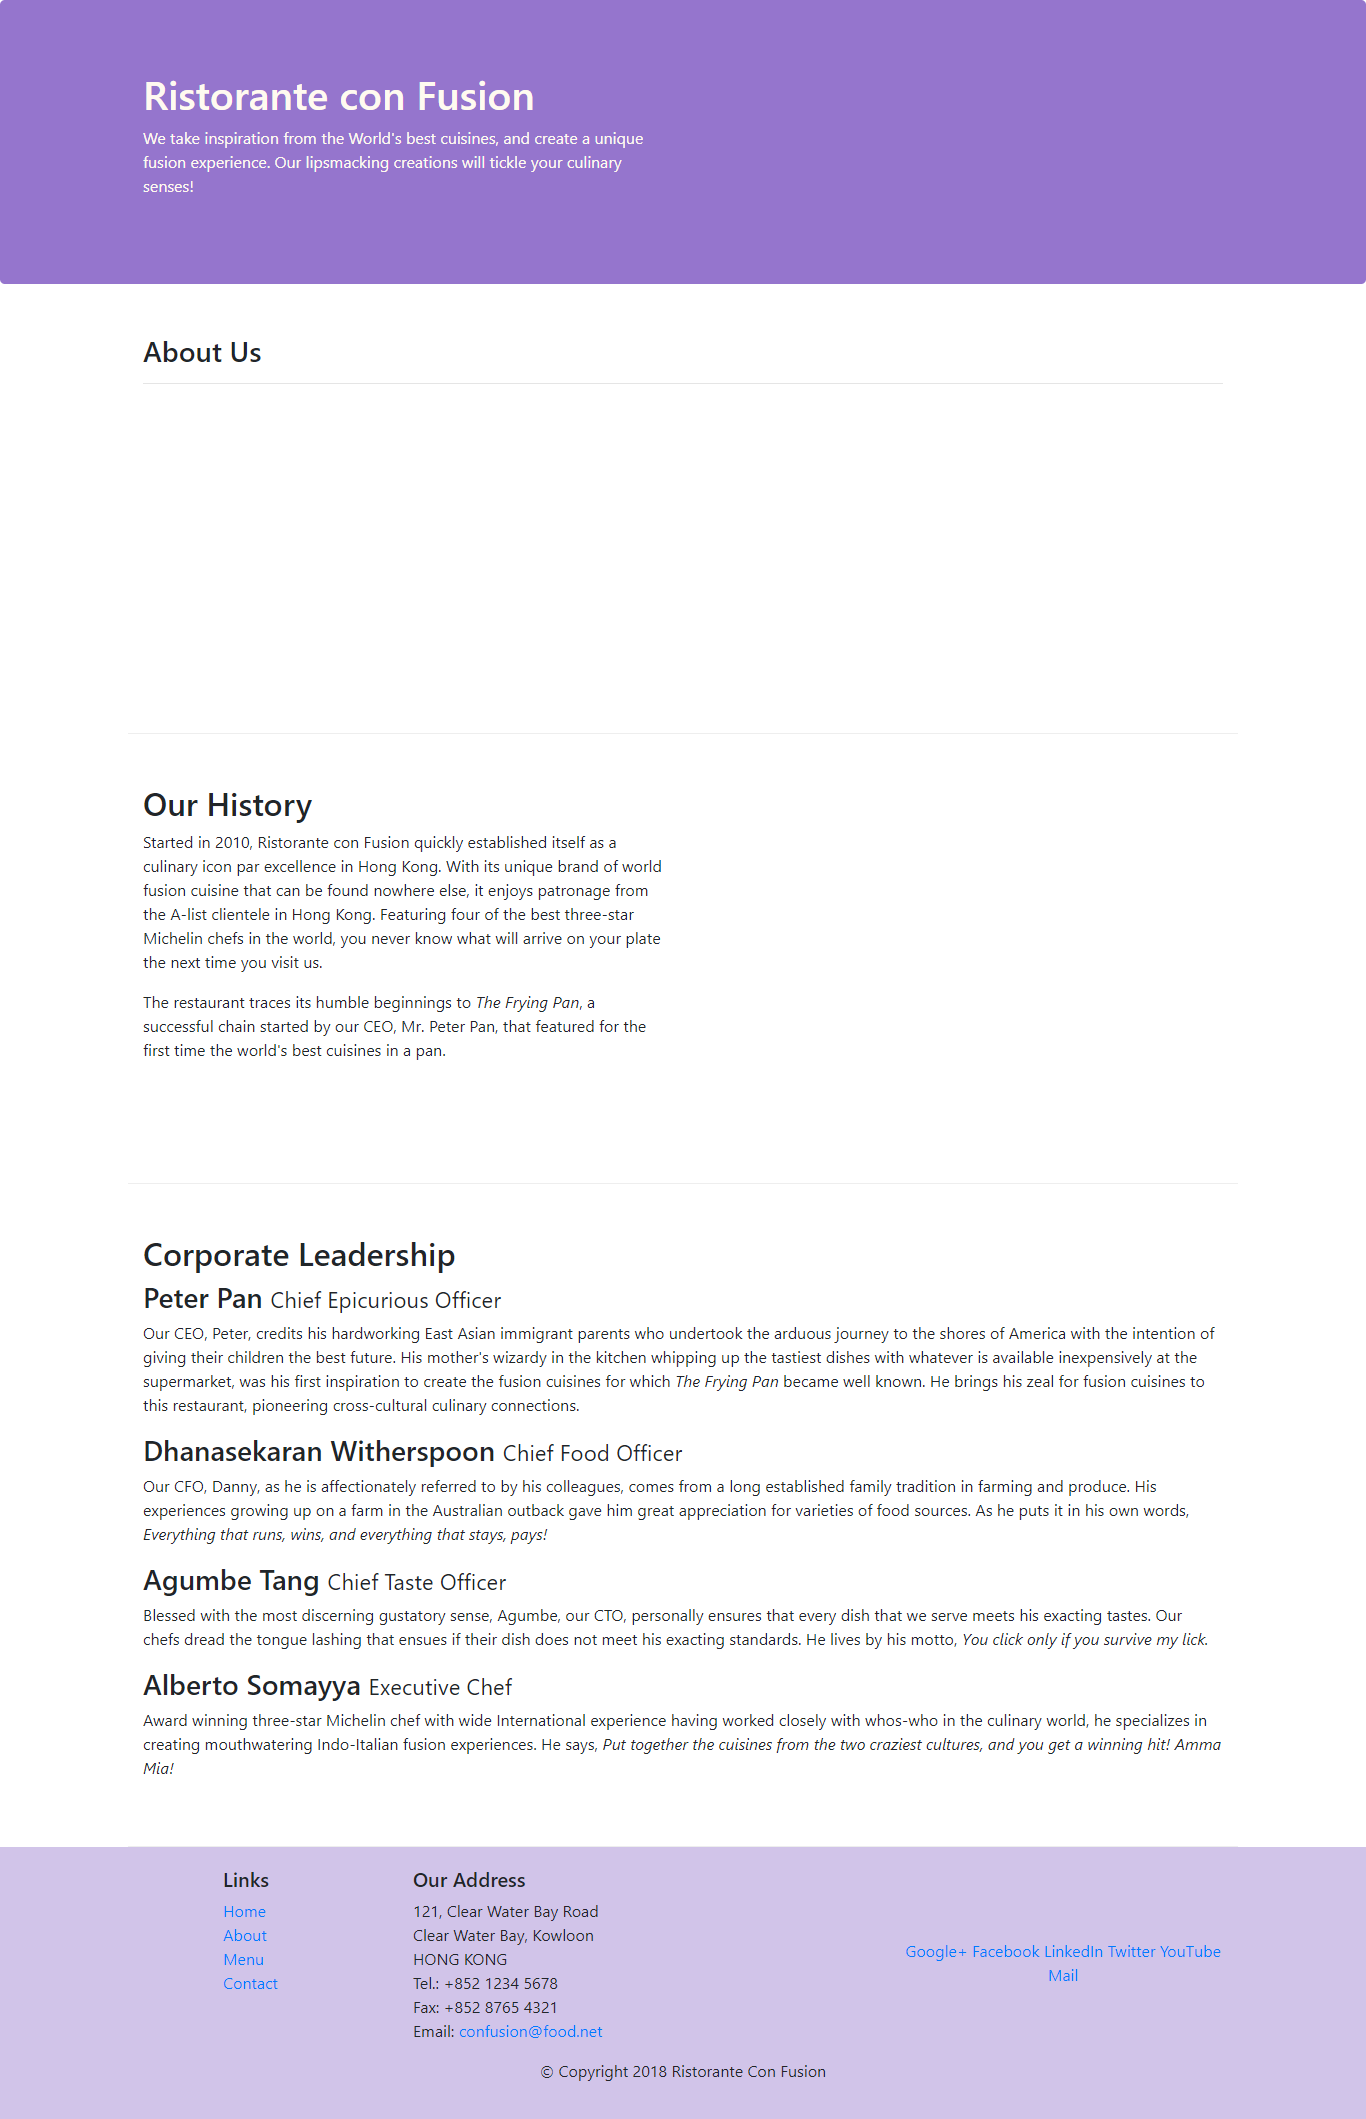 Ristorante con Fusion
We take inspiration from the World's best cuisines, and create a unique
fusion experience. Our lipsmacking creations will tickle your culinary
senses!
About Us
Our History
Started in 2010, Ristorante con Fusion quickly established itself as a
culinary icon par excellence in Hong Kong. With its unique brand of world
fusion cuisine that can be found nowhere else, it enjoys patronage from
the A-list clientele in Hong Kong. Featuring four of the best three-star
Michelin chefs in the world, you never know what will arrive on your plate
the next time you visit us.
The restaurant traces its humble beginnings to The Frying Pan, a
successful chain started by our CEO, Mr. Peter Pan, that featured for the
first time the world's best cuisines in a pan.
Corporate Leadership
Peter Pan Chief Epicurious Officer
Our CEO, Peter, credits his hardworking East Asian immigrant parents who undertook the arduous journey to the shores of America with the intention of
giving their children the best future. His mother's wizardy in the kitchen whipping up the tastiest dishes with whatever is available inexpensively at the
supermarket, was his first inspiration to create the fusion cuisines for which The Frying Pan became well known. He brings his zeal for fusion cuisines to
this restaurant, pioneering cross-cultural culinary connections.
Dhanasekaran Witherspoon Chief Food Officer
Our CFO, Danny, as he is affectionately referred to by his colleagues, comes from a long established family tradition in farming and produce. His
experiences growing up on a farm in the Australian outback gave him great appreciation for varieties of food sources. As he puts it in his own words,
Everything that runs, wins, and everything that stays, pays!
Agumbe Tang Chief Taste Officer
Blessed with the most discerning gustatory sense, Agumbe, our CTO, personally ensures that every dish that we serve meets his exacting tastes. Our
chefs dread the tongue lashing that ensues if their dish does not meet his exacting standards. He lives by his motto, You click only if you survive my lick.
Alberto Somayya Executive Chef
Award winning three-star Michelin chef with wide International experience having worked closely with whos-who in the culinary world, he specializes in
creating mouthwatering Indo-Italian fusion experiences. He says, Put together the cuisines from the two craziest cultures, and you get a winning hit! Amma
Mia!
Links
Home
About
Menu
Contact
Our Address
121, Clear Water Bay Road
Clear Water Bay, Kowloon
HONG KONG
Tel.: +852 1234 5678
Fax: +852 8765 4321
Email: confusion@food.net
Google+ Facebook LinkedIn Twitter YouTube
Mail
© Copyright 2018 Ristorante Con Fusion